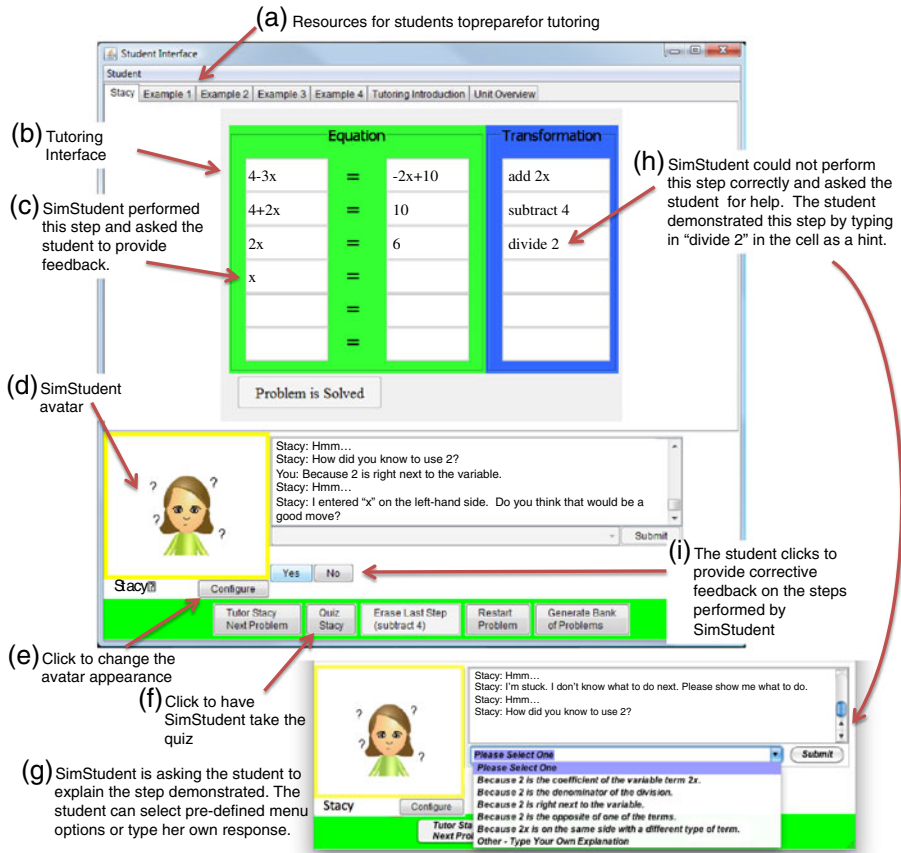 (a) Resources for students topreparefor tutoring
Student Interface
Student
Stacy Example 1 Example 2 Example 3 Example 4 Tutoring Introduction Unit Overview
(b) Tutoring
Interface
Equation
Transformation
4-3x = -2x+10 add 2x
4+2x = 10 subtract 4
2x = 6 divide 2
x =
=
=
(c) SimStudent performed
this step and asked the
student to provide
feedback.
(h) SimStudent could not perform
this step correctly and asked the
student for help. The student
demonstrated this step by typing
in “divide 2” in the cell as a hint.
Problem is Solved
(d) SimStudent
avatar
Stacy: Hmm…
Stacy: How did you know to use 2?
You: Because 2 is right next to the variable.
Stacy: Hmm…
Stacy: I entered “x” on the left-hand side. Do you think that would be a
good move?
Submit
? ? ? ?
Yes No
Stacy?
Configure
(i) The student clicks to
provide corrective
feedback on the steps
performed by
SimStudent
Tutor Stacy
Next Problem
Quiz
Stacy
Erase Last Step
(subtract 4)
Restart
Problem
Generate Bank
of Problems
(e) Click to change the
avatar appearance
(f) Click to have
SimStudent take the
quiz
(g) SimStudent is asking the student to
explain the step demonstrated. The
student can select pre-defined menu
options or type her own response.
Stacy: Hmm…
Stacy: I’m stuck. I don’t know what to do next. Please show me what to do.
Stacy: Hmm…
Stacy: How did you know to use 2?
? ? ? ?
Please Select One
Submit
Please Select One
Because 2 is the coefficient of the variable term 2x.
Because 2 is the denominator of the division.
Because 2 is right next to the variable.
Because 2 is the opposite of one of the terms.
Because 2x is on the same side with a different type of term.
Other - Type Your Own Explanation
Stacy
Configure
Tutor Sta
Next Prob